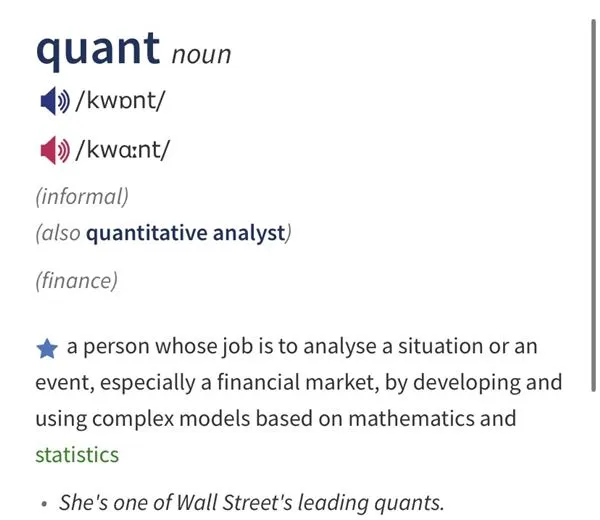 quant noun
/kwɒnt/
/kwɑːnt/
(informal)
(also quantitative analyst)
(finance)
a person whose job is to analyse a situation or an
event, especially a financial market, by developing and
using complex models based on mathematics and
statistics
• She's one of Wall Street's leading quants.